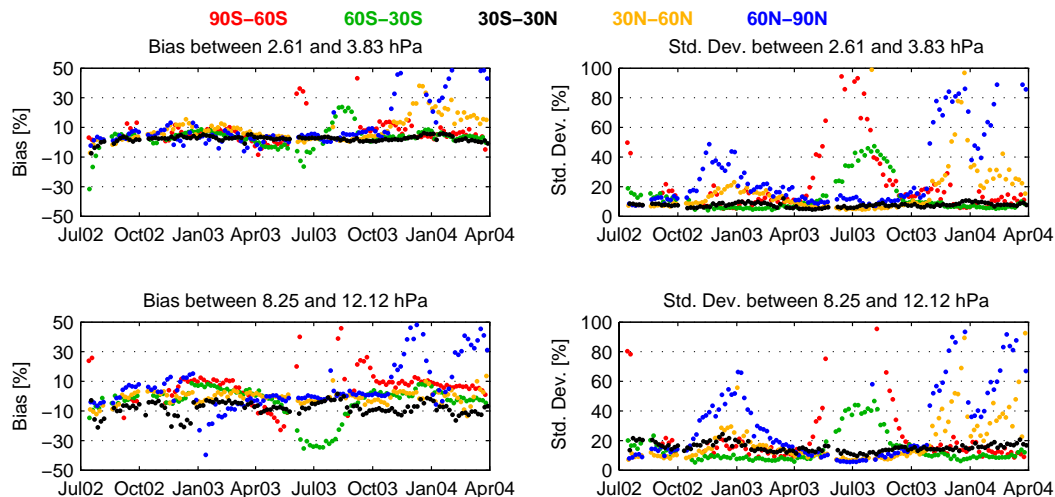 90S−60S 60S−30S 30S−30N 30N−60N 60N−90N
Bias between 2.61 and 3.83 hPa
50
30
10
−10
−30
−50
Bias [%]
Jul02 Oct02 Jan03 Apr03 Jul03 Oct03 Jan04 Apr04
Std. Dev. between 2.61 and 3.83 hPa
100
80
60
40
20
0
Std. Dev. [%]
Jul02 Oct02 Jan03 Apr03 Jul03 Oct03 Jan04 Apr04
Bias between 8.25 and 12.12 hPa
50
30
10
−10
−30
−50
Bias [%]
Jul02 Oct02 Jan03 Apr03 Jul03 Oct03 Jan04 Apr04
Std. Dev. between 8.25 and 12.12 hPa
100
80
60
40
20
0
Std. Dev. [%]
Jul02 Oct02 Jan03 Apr03 Jul03 Oct03 Jan04 Apr04